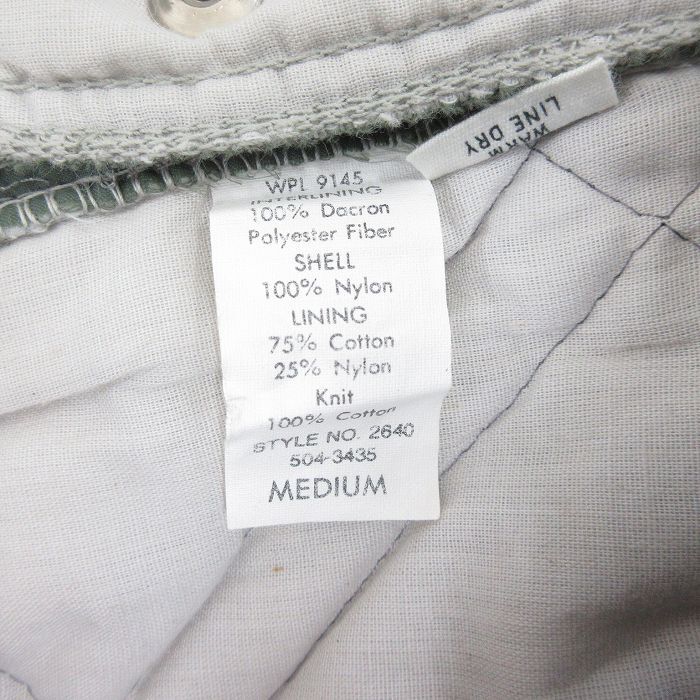 WARM
LINE DRY
WPL 9145
INTERLINING
100% Dacron
Polyester Fiber
SHELL
100% Nylon
LINING
75% Cotton
25% Nylon
Knit
100% Cotton
STYLE NO. 2640
504-3435
MEDIUM